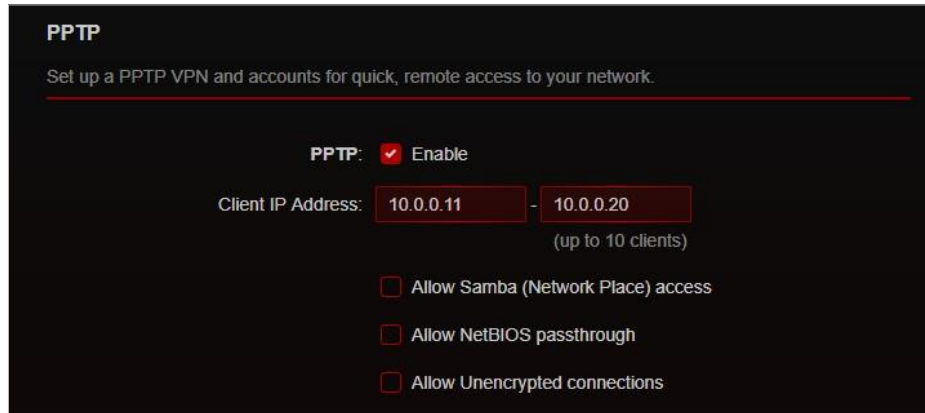 PPTP
Set up a PPTP VPN and accounts for quick, remote access to your network.
PPTP: Enable
Client IP Address: 10.0.0.11 - 10.0.0.20
(up to 10 clients)
Allow Samba (Network Place) access
Allow NetBIOS passthrough
Allow Unencrypted connections